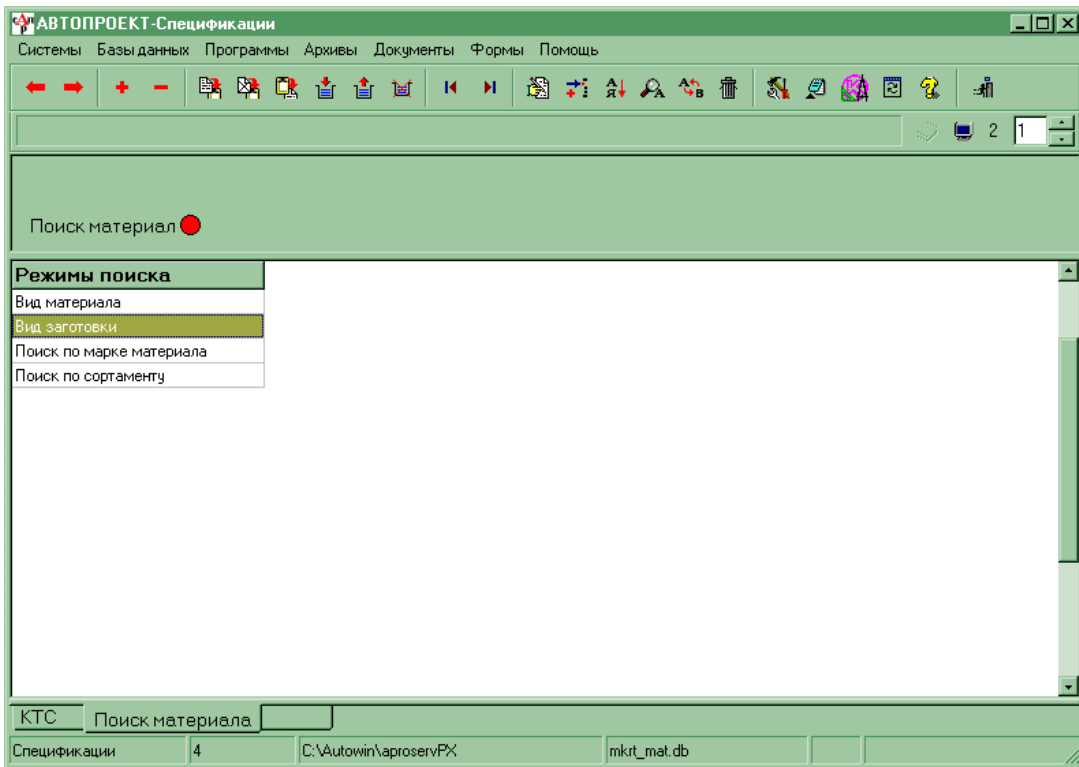 АВТОПРОЕКТ-Спецификации
Системы Базы данных Программы Архивы Документы Формы Помощь
2 1
Поиск материал
Режимы поиска
Вид материала
Вид заготовки
Поиск по марке материала
Поиск по сортаменту
КТС Поиск материала
Спецификации 4 C:\Autowin\aproservPX mkrt_mat.db